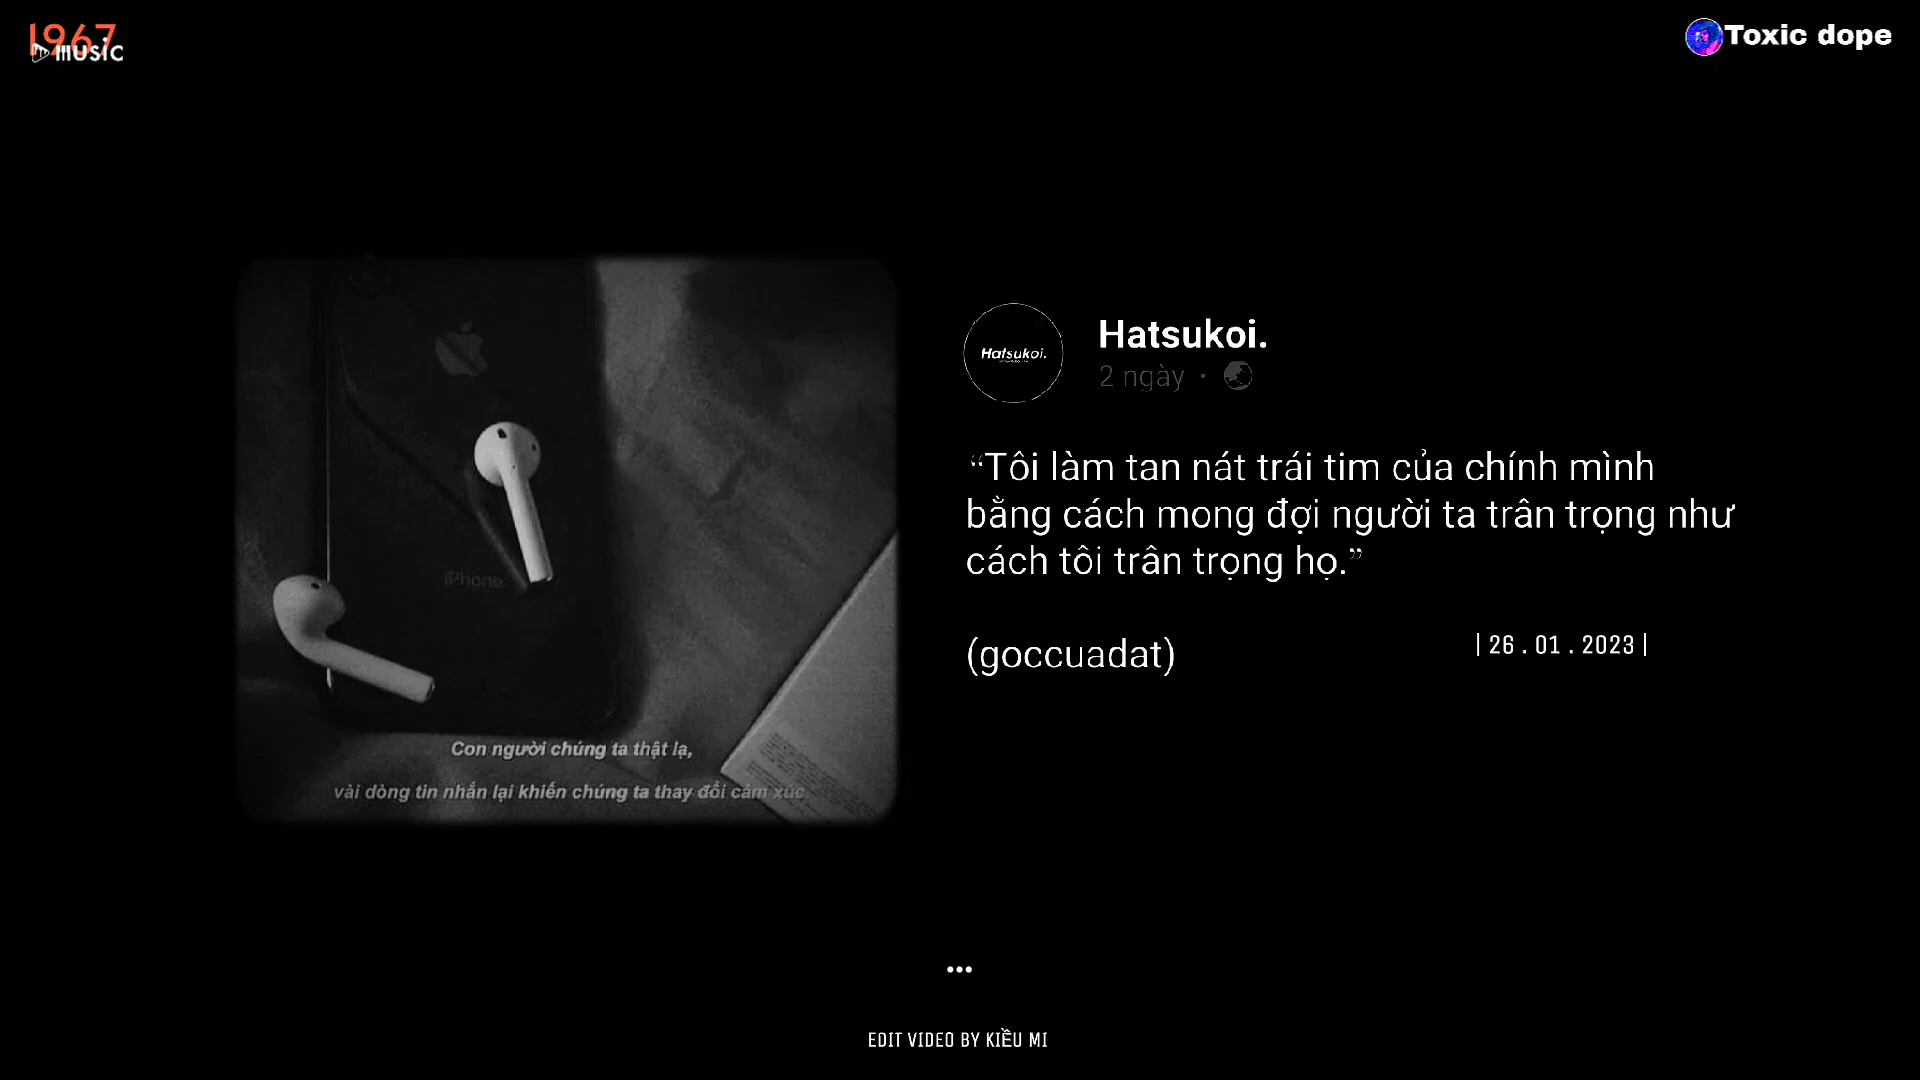 1967
MUSIC
Toxic dope
Hatsukoi.
Hatsukoi.
2 ngày ·
“Tôi làm tan nát trái tim của chính mình
bằng cách mong đợi người ta trân trọng như
cách tôi trân trọng họ.”
(goccuadat)
| 26 . 01 . 2023 |
iPhone
Con người chúng ta thật lạ,
vài dòng tin nhắn lại khiến chúng ta thay đổi cảm xúc.
•••
EDIT VIDEO BY KIỀU MI